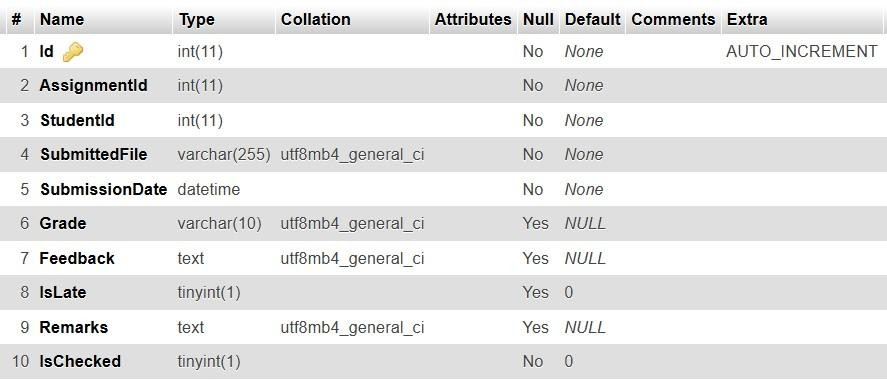 # Name Type Collation Attributes Null Default Comments Extra
1 Id int(11) No None AUTO_INCREMENT
2 AssignmentId int(11) No None
3 StudentId int(11) No None
4 SubmittedFile varchar(255) utf8mb4_general_ci No None
5 SubmissionDate datetime No None
6 Grade varchar(10) utf8mb4_general_ci Yes NULL
7 Feedback text utf8mb4_general_ci Yes NULL
8 IsLate tinyint(1) Yes 0
9 Remarks text utf8mb4_general_ci Yes NULL
10 IsChecked tinyint(1) No 0